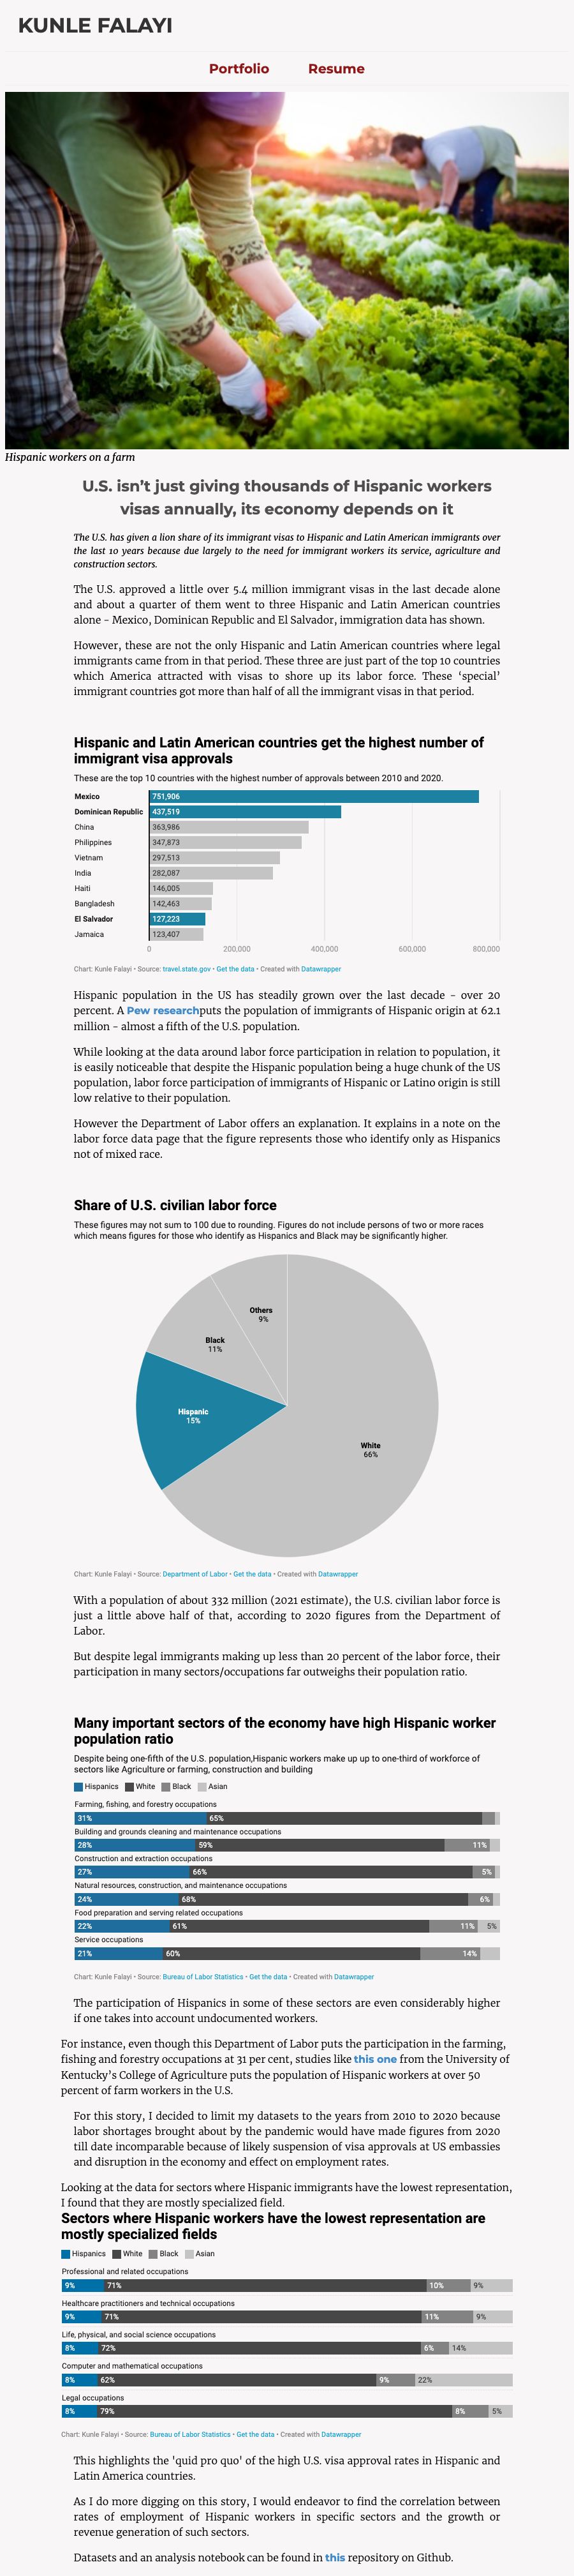 KUNLE FALAYI
Portfolio Resume
Hispanic workers on a farm
U.S. isn't just giving thousands of Hispanic workers
visas annually, its economy depends on it
The U.S. has given a lion share of its immigrant visas to Hispanic and Latin American immigrants over
the last 10 years because due largely to the need for immigrant workers its service, agriculture and
construction sectors.
The U.S. approved a little over 5.4 million immigrant visas in the last decade alone
and about a quarter of them went to three Hispanic and Latin American countries
alone - Mexico, Dominican Republic and El Salvador, immigration data has shown.
However, these are not the only Hispanic and Latin American countries where legal
immigrants came from in that period. These three are just part of the top 10 countries
which America attracted with visas to shore up its labor force. These 'special'
immigrant countries got more than half of all the immigrant visas in that period.
Hispanic and Latin American countries get the highest number of
immigrant visa approvals
These are the top 10 countries with the highest number of approvals between 2010 and 2020.
Mexico 751,906
Dominican Republic 437,519
China 363,986
Philippines 347,873
Vietnam 297,513
India 282,087
Haiti 146,005
Bangladesh 142,463
El Salvador 127,223
Jamaica 123,407
0 200,000 400,000 600,000 800,000
Chart: Kunle Falayi • Source: travel.state.gov • Get the data • Created with Datawrapper
Hispanic population in the US has steadily grown over the last decade - over 20
percent. A Pew researchputs the population of immigrants of Hispanic origin at 62.1
million - almost a fifth of the U.S. population.
While looking at the data around labor force participation in relation to population, it
is easily noticeable that despite the Hispanic population being a huge chunk of the US
population, labor force participation of immigrants of Hispanic or Latino origin is still
low relative to their population.
However the Department of Labor offers an explanation. It explains in a note on the
labor force data page that the figure represents those who identify only as Hispanics
not of mixed race.
Share of U.S. civilian labor force
These figures may not sum to 100 due to rounding. Figures do not include persons of two or more races
which means figures for those who identify as Hispanics and Black may be significantly higher.
Others
9%
Black
11%
Hispanic
15%
White
66%
Chart: Kunle Falayi • Source: Department of Labor • Get the data • Created with Datawrapper
With a population of about 332 million (2021 estimate), the U.S. civilian labor force is
just a little above half of that, according to 2020 figures from the Department of
Labor.
But despite legal immigrants making up less than 20 percent of the labor force, their
participation in many sectors/occupations far outweighs their population ratio.
Many important sectors of the economy have high Hispanic worker
population ratio
Despite being one-fifth of the U.S. population,Hispanic workers make up up to one-third of workforce of
sectors like Agriculture or farming, construction and building
Hispanics White Black Asian
Farming, fishing, and forestry occupations
31% 65%
Building and grounds cleaning and maintenance occupations
28% 59% 11%
Construction and extraction occupations
27% 66% 5%
Natural resources, construction, and maintenance occupations
24% 68% 6%
Food preparation and serving related occupations
22% 61% 11% 5%
Service occupations
21% 60% 14%
Chart: Kunle Falayi • Source: Bureau of Labor Statistics • Get the data • Created with Datawrapper
The participation of Hispanics in some of these sectors are even considerably higher
if one takes into account undocumented workers.
For instance, even though this Department of Labor puts the participation in the farming,
fishing and forestry occupations at 31 per cent, studies like this one from the University of
Kentucky's College of Agriculture puts the population of Hispanic workers at over 50
percent of farm workers in the U.S.
For this story, I decided to limit my datasets to the years from 2010 to 2020 because
labor shortages brought about by the pandemic would have made figures from 2020
till date incomparable because of likely suspension of visa approvals at US embassies
and disruption in the economy and effect on employment rates.
Looking at the data for sectors where Hispanic immigrants have the lowest representation,
I found that they are mostly specialized field.
Sectors where Hispanic workers have the lowest representation are
mostly specialized fields
Hispanics White Black Asian
Professional and related occupations
9% 71% 10% 9%
Healthcare practitioners and technical occupations
9% 71% 11% 9%
Life, physical, and social science occupations
8% 72% 6% 14%
Computer and mathematical occupations
8% 62% 9% 22%
Legal occupations
8% 79% 8% 5%
Chart: Kunle Falayi • Source: Bureau of Labor Statistics • Get the data • Created with Datawrapper
This highlights the 'quid pro quo' of the high U.S. visa approval rates in Hispanic and
Latin America countries.
As I do more digging on this story, I would endeavor to find the correlation between
rates of employment of Hispanic workers in specific sectors and the growth or
revenue generation of such sectors.
Datasets and an analysis notebook can be found in this repository on Github.